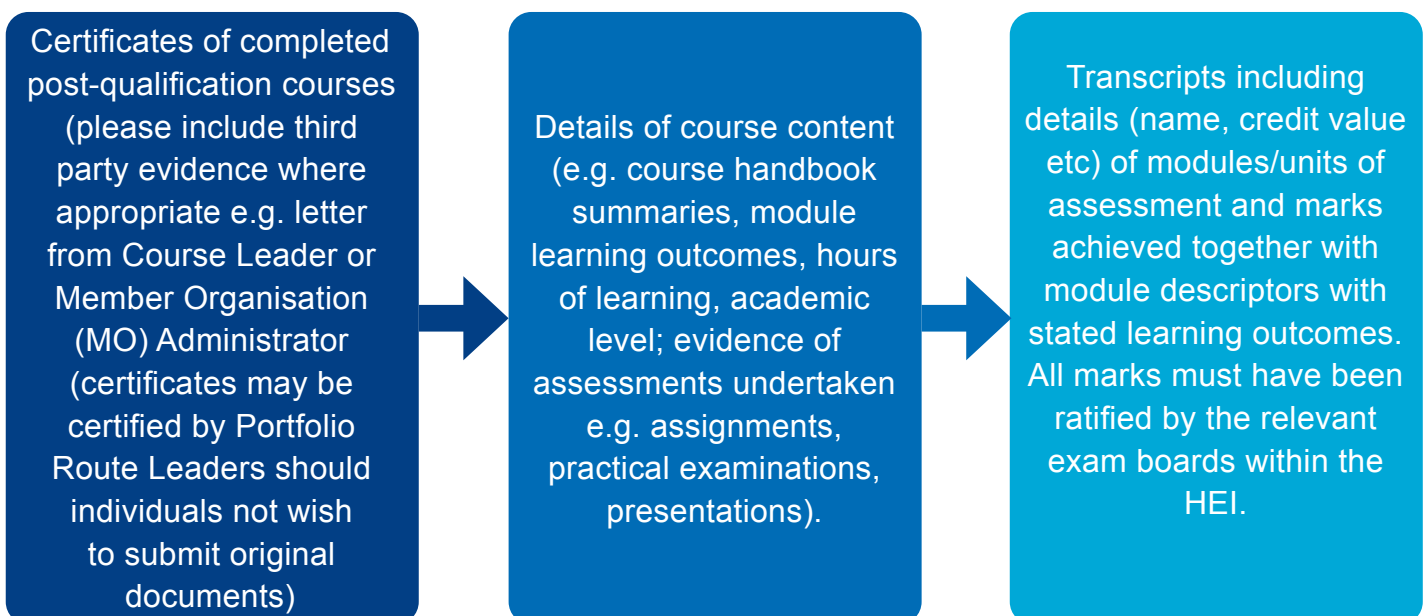 Certificates of completed
post-qualification courses
(please include third
party evidence where
appropriate e.g. letter
from Course Leader or
Member Organisation
(MO) Administrator
(certificates may be
certified by Portfolio
Route Leaders should
individuals not wish
to submit original
documents)
Details of course content
(e.g. course handbook
summaries, module
learning outcomes, hours
of learning, academic
level; evidence of
assessments undertaken
e.g. assignments,
practical examinations,
presentations).
Transcripts including
details (name, credit value
etc) of modules/units of
assessment and marks
achieved together with
module descriptors with
stated learning outcomes.
All marks must have been
ratified by the relevant
exam boards within the
HEI.